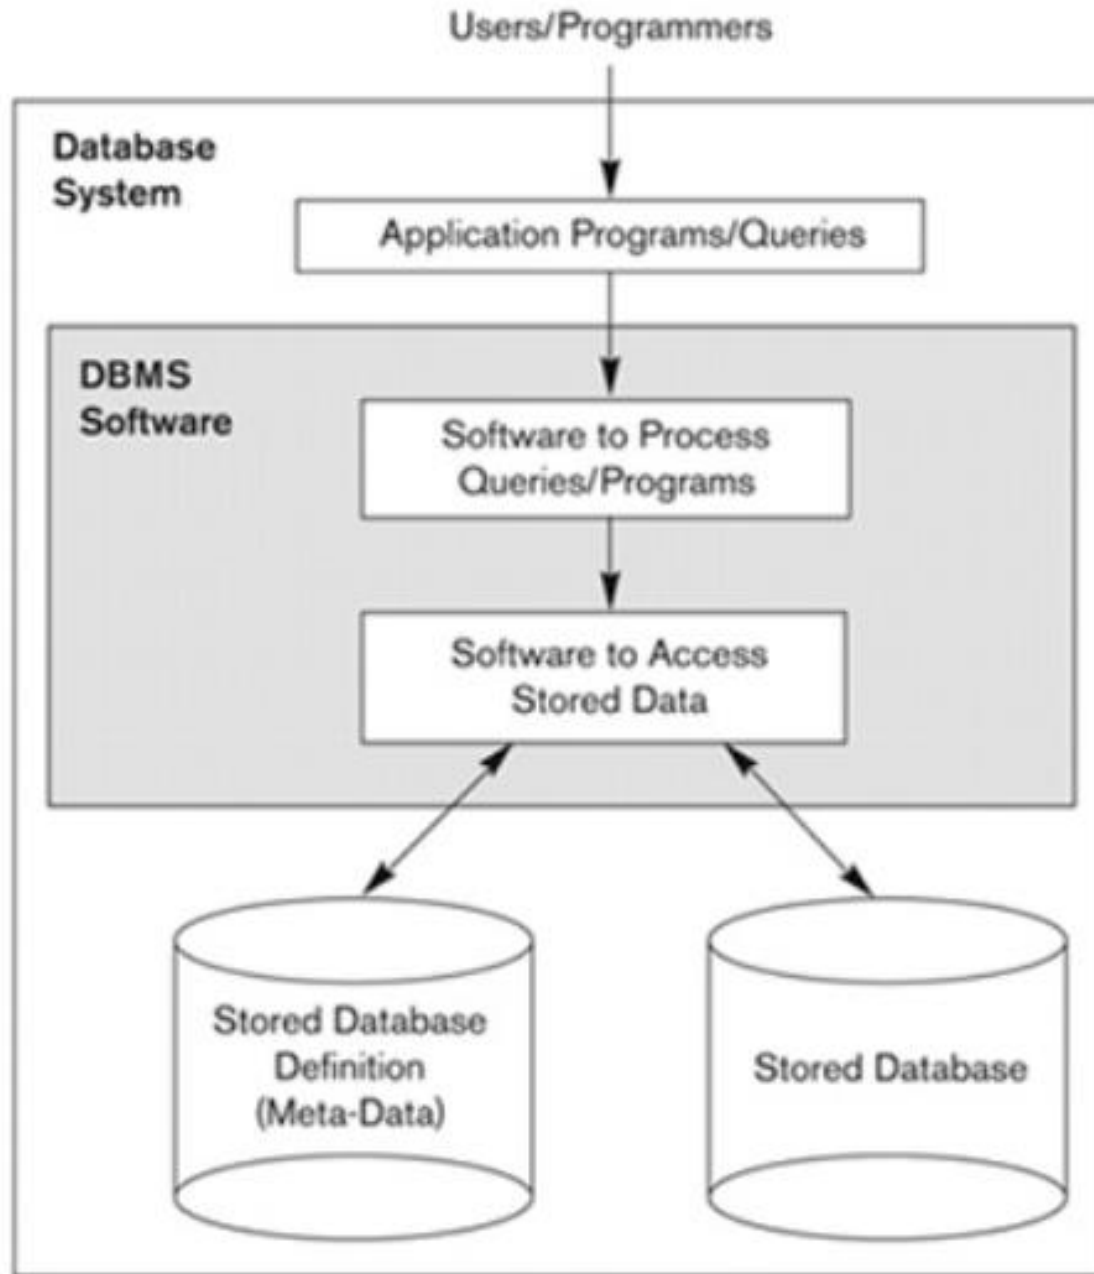 Users/Programmers
Database
System
Application Programs/Queries
DBMS
Software
Software to Process
Queries/Programs
Software to Access
Stored Data
Stored Database
Definition
(Meta-Data)
Stored Database